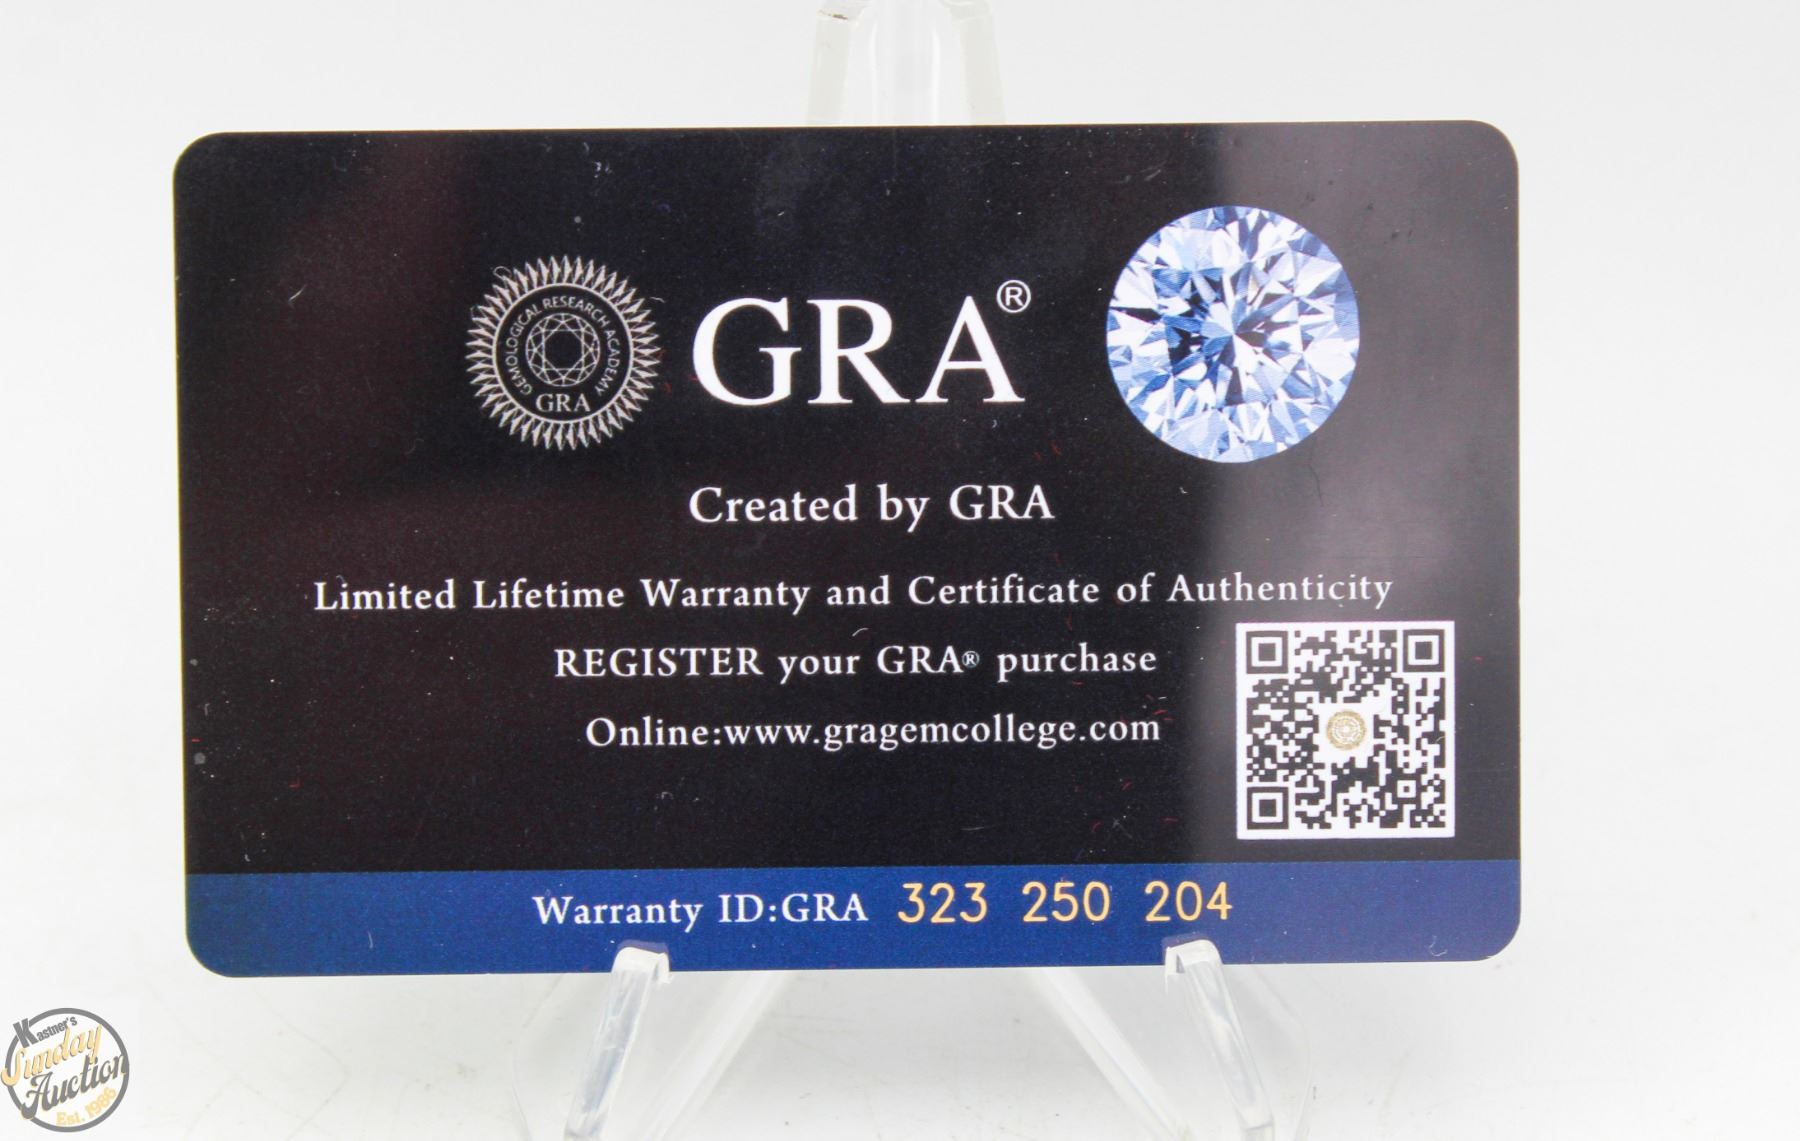 GEMOLOGICAL RESEARCH ACADEMY
GRA
GRA®
Created by GRA
Limited Lifetime Warranty and Certificate of Authenticity
REGISTER your GRA® purchase
Online:www.gragemcollege.com
Warranty ID:GRA 323 250 204
Kastner's
Sunday
Auction
Est. 1986